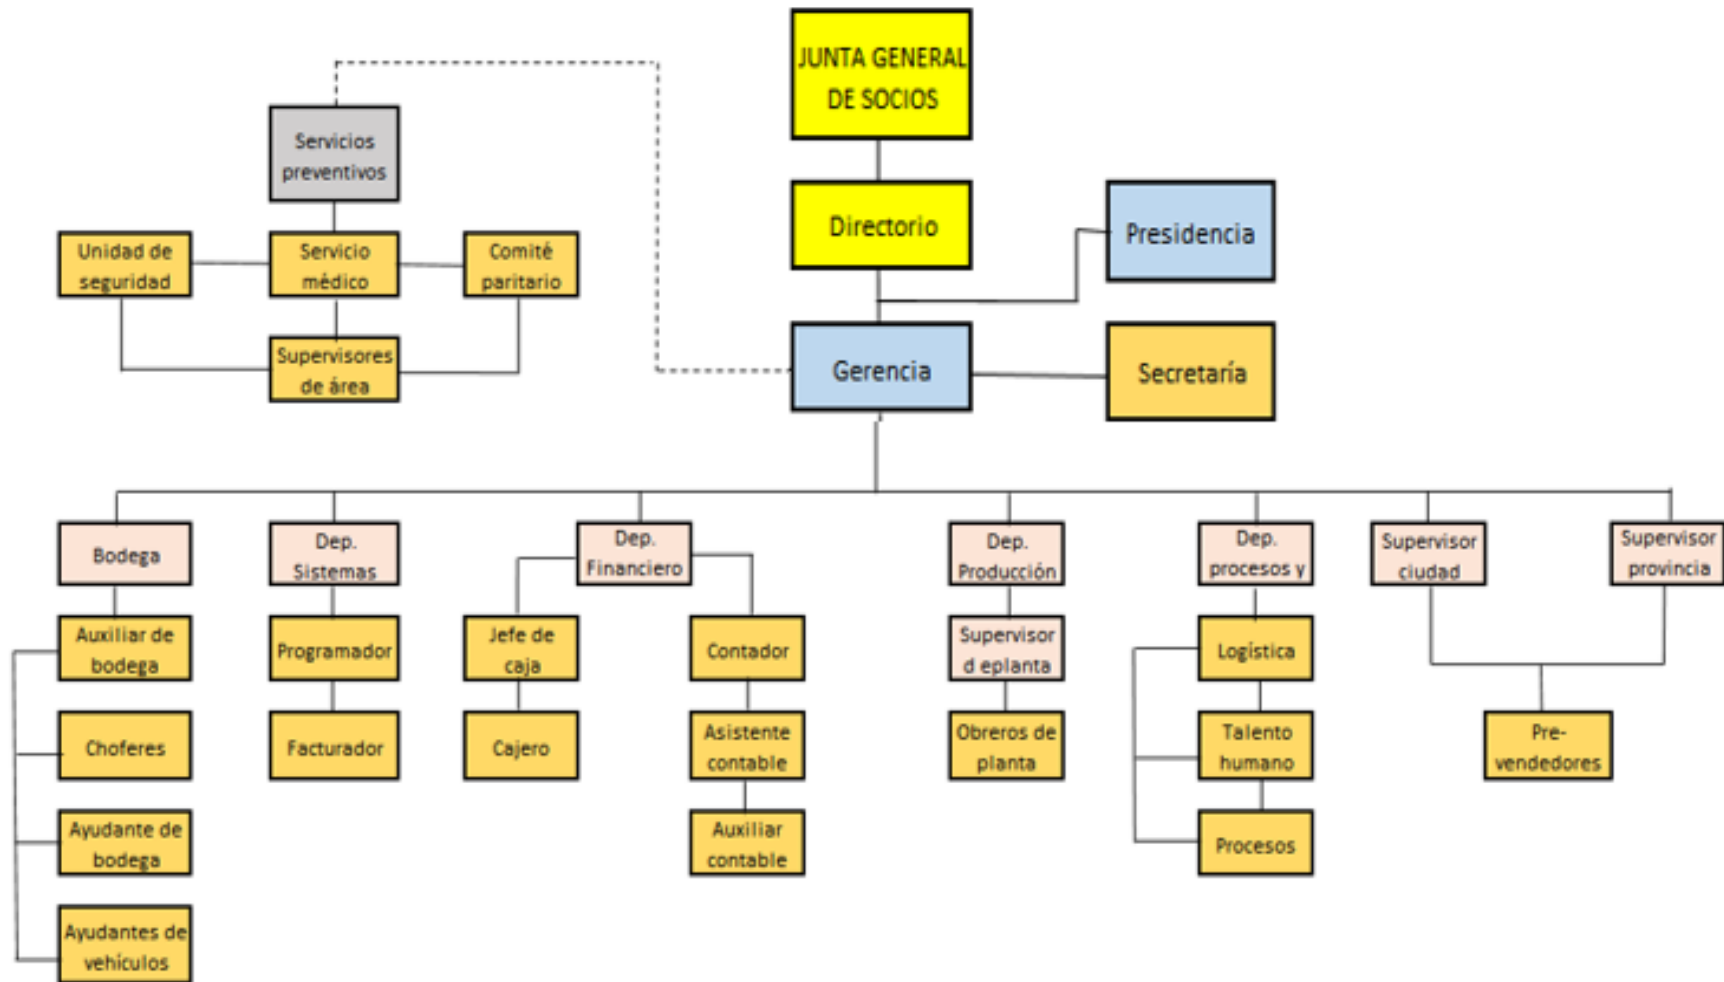 JUNTA GENERAL
DE SOCIOS
Servicios
preventivos
Directorio
Presidencia
Unidad de
seguridad
Servicio
médico
Comité
paritario
Supervisores
de área
Gerencia
Secretaría
Bodega
Dep.
Sistemas
Dep.
Financiero
Dep.
Producción
Dep.
procesos y
Supervisor
ciudad
Supervisor
provincia
Auxiliar de
bodega
Programador
Jefe de
caja
Contador
Supervisor
d eplanta
Logística
Choferes
Facturador
Cajero
Asistente
contable
Obreros de
planta
Talento
humano
Pre-
vendedores
Ayudante de
bodega
Auxiliar
contable
Procesos
Ayudantes de
vehículos